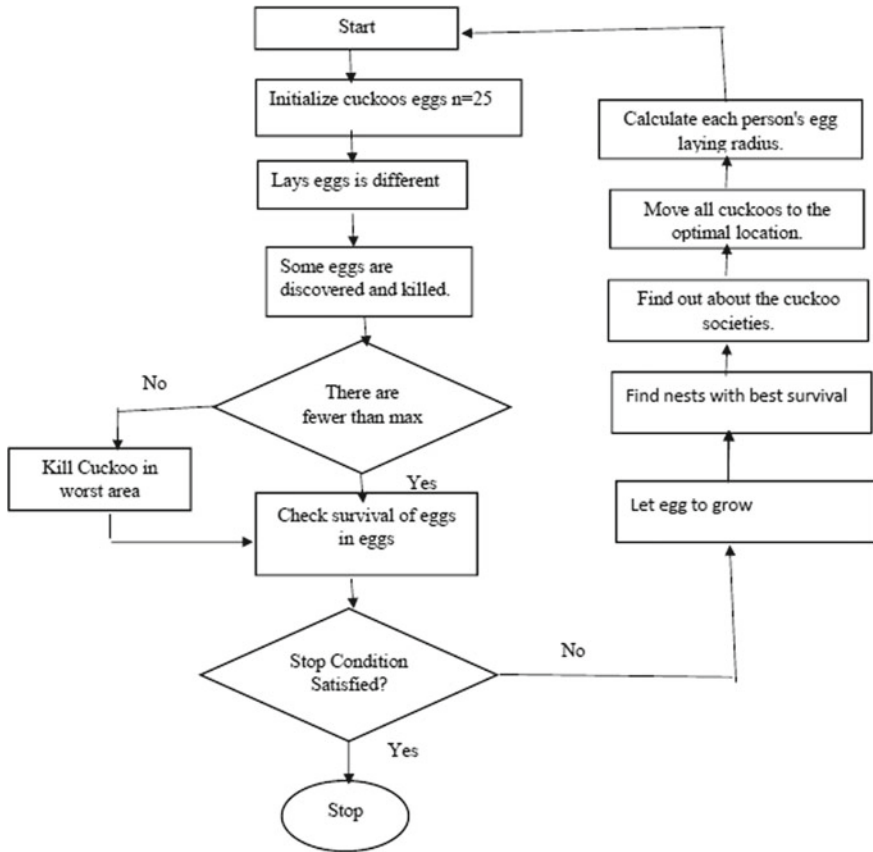 Start
Initialize cuckoos eggs n=25
Lays eggs is different
Some eggs are
discovered and killed.
No
There are
fewer than max
Kill Cuckoo in
worst area
Yes
Check survival of eggs
in eggs
Stop Condition
Satisfied?
No
Yes
Stop
Calculate each person's egg
laying radius.
Move all cuckoos to the
optimal location.
Find out about the cuckoo
societies.
Find nests with best survival
Let egg to grow